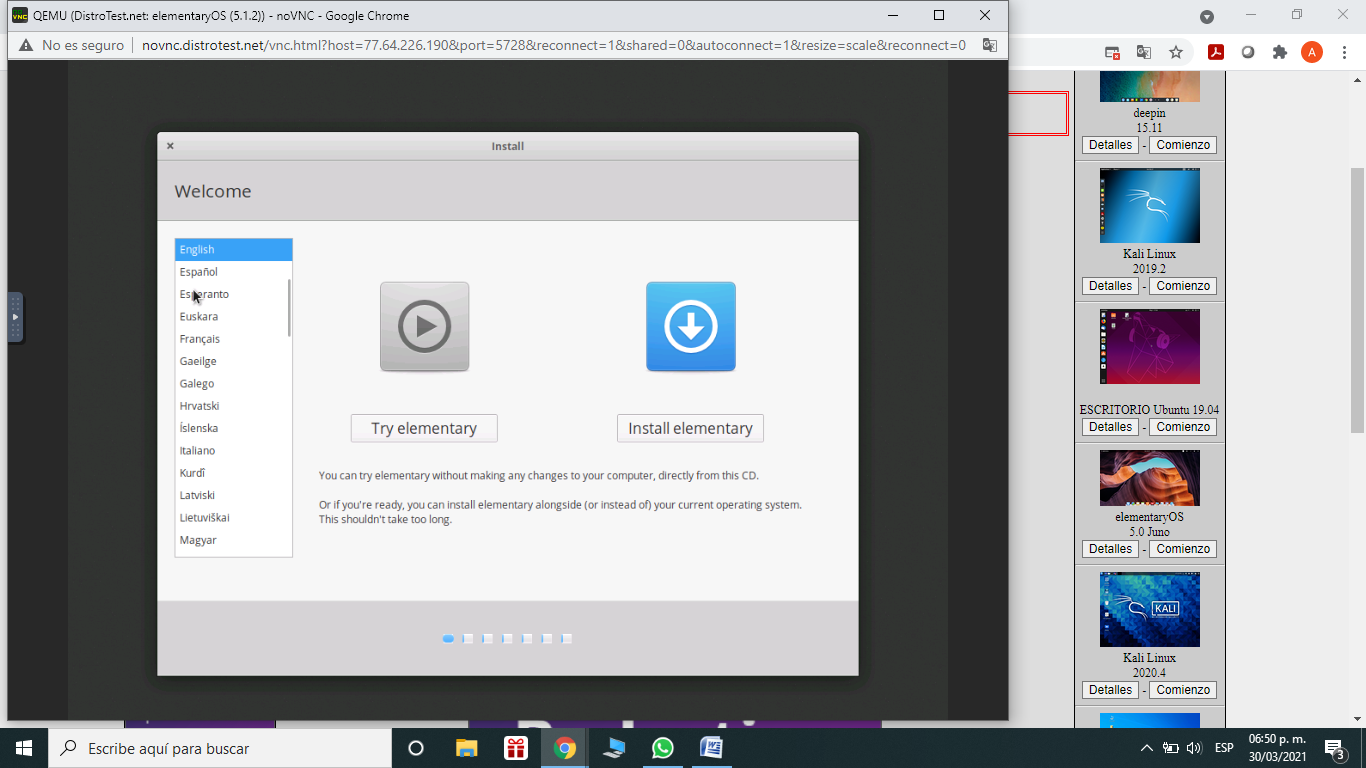 QEMU (DistroTest.net: elementaryOS (5.1.2)) - noVNC - Google Chrome
No es seguro
novnc.distrotest.net/vnc.html?host=77.64.226.190&port=5728&reconnect=1&shared=0&autoconnect=1&resize=scale&reconnect=0
A
Install
Welcome
English
Español
Esperanto
Euskara
Français
Gaeilge
Galego
Hrvatski
Íslenska
Italiano
Kurdî
Latviski
Lietuviškai
Magyar
Try elementary
Install elementary
You can try elementary without making any changes to your computer, directly from this CD.
Or if you're ready, you can install elementary alongside (or instead of) your current operating system.
This shouldn't take too long.
deepin
15.11
Detalles - Comienzo
Kali Linux
2019.2
Detalles - Comienzo
ESCRITORIO Ubuntu 19.04
Detalles - Comienzo
elementaryOS
5.0 Juno
Detalles - Comienzo
KALI
Kali Linux
2020.4
Detalles - Comienzo
Escribe aquí para buscar
ESP
06:50 p. m.
30/03/2021
3